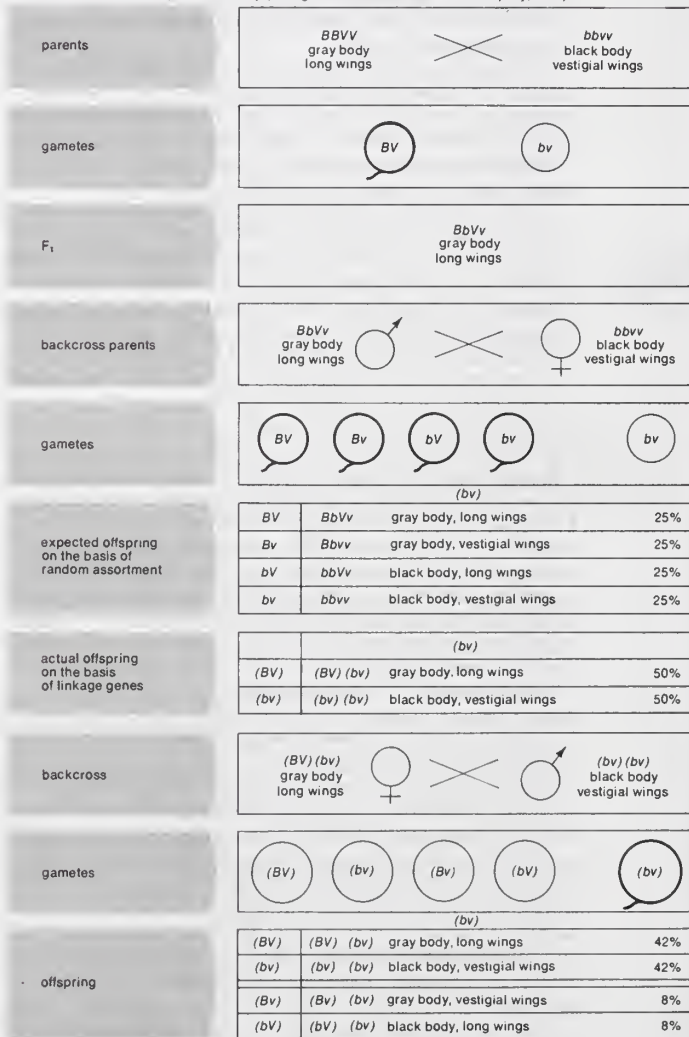 parents
BBVV
gray body
long wings
bbvv
black body
vestigial wings
gametes
BV
bv
F₁
BbVv
gray body
long wings
backcross parents
BbVv
gray body
long wings
bbvv
black body
vestigial wings
gametes
BV
Bv
bV
bv
bv
expected offspring
on the basis of
random assortment
(bv)
BV BbVv gray body, long wings 25%
Bv Bbvv gray body, vestigial wings 25%
bV bbVv black body, long wings 25%
bv bbvv black body, vestigial wings 25%
actual offspring
on the basis
of linkage genes
(bv)
(BV) (BV) (bv) gray body, long wings 50%
(bv) (bv) (bv) black body, vestigial wings 50%
backcross
(BV) (bv)
gray body
long wings
(bv) (bv)
black body
vestigial wings
gametes
(BV)
(bv)
(Bv)
(bV)
(bv)
offspring
(bv)
(BV) (BV) (bv) gray body, long wings 42%
(bv) (bv) (bv) black body, vestigial wings 42%
(Bv) (Bv) (bv) gray body, vestigial wings 8%
(bV) (bV) (bv) black body, long wings 8%